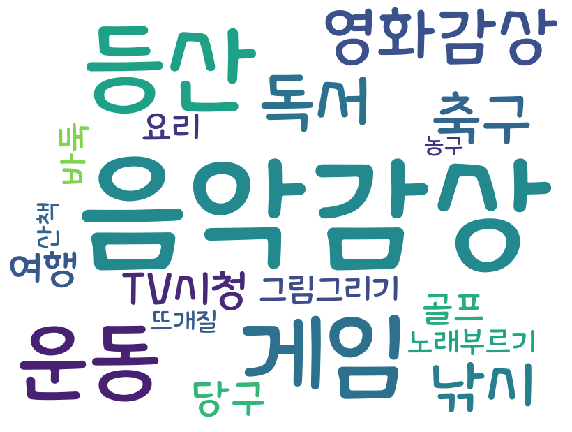 영화감상
등산
독서
축구
요리
농구
바둑
음악감상
산책
여행
TV시청
그림그리기
뜨개질
골프
운동
게임
노래부르기
낚시
당구